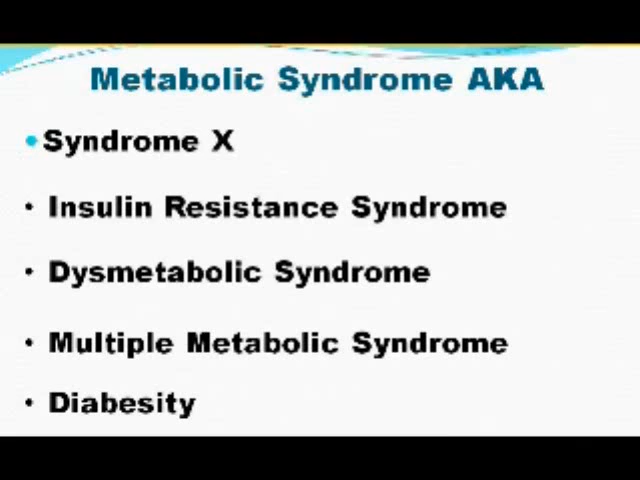 Metabolic Syndrome AKA
• Syndrome X
• Insulin Resistance Syndrome
• Dysmetabolic Syndrome
• Multiple Metabolic Syndrome
• Diabesity